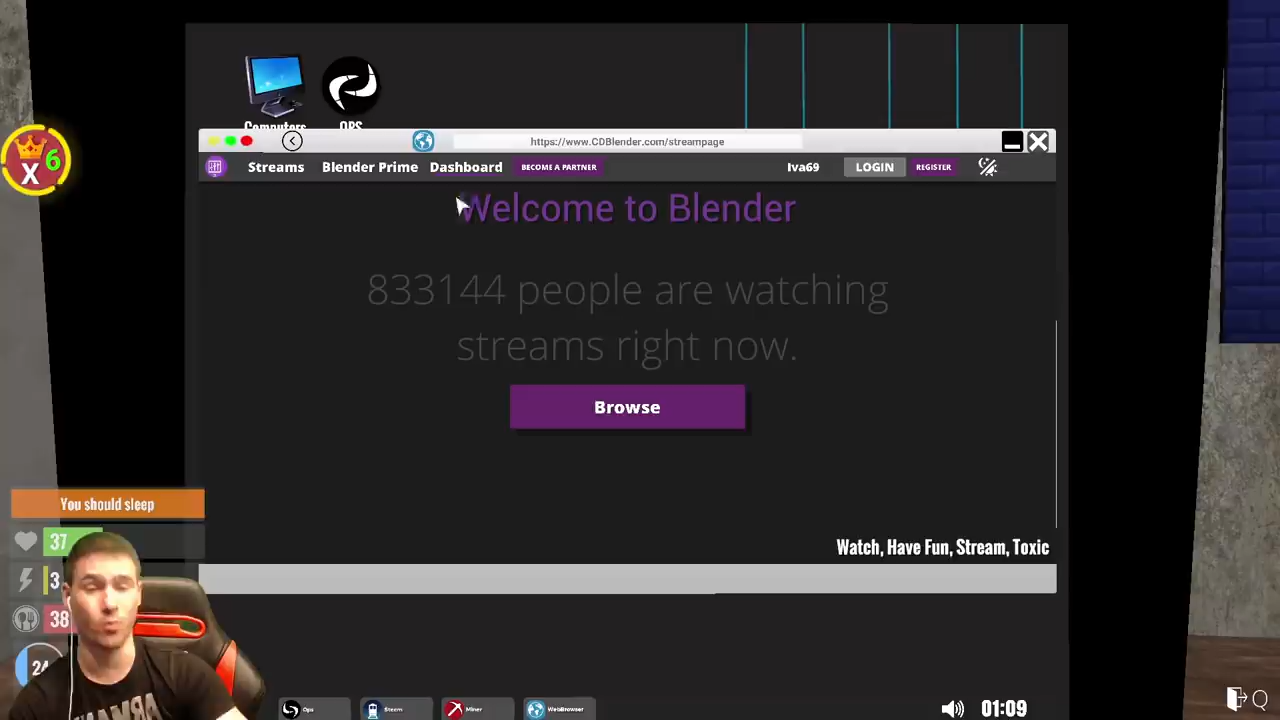 X 6
Computers
OPS
https://www.CDBlender.com/streampage
Streams
Blender Prime
Dashboard
BECOME A PARTNER
Iva69
LOGIN
REGISTER
Welcome to Blender
833144 people are watching
streams right now.
Browse
Watch, Have Fun, Stream, Toxic
You should sleep
37
3
38
24
Ops
Steem
Miner
WebBrowser
01:09
Q